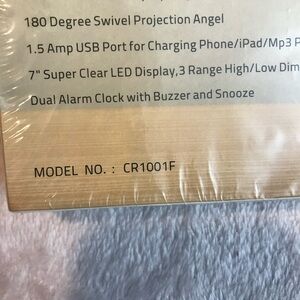 180 Degree Swivel Projection Angel
1.5 Amp USB Port for Charging Phone/iPad/Mp3 P
7" Super Clear LED Display,3 Range High/Low Dim
Dual Alarm Clock with Buzzer and Snooze
MODEL NO. : CR1001F